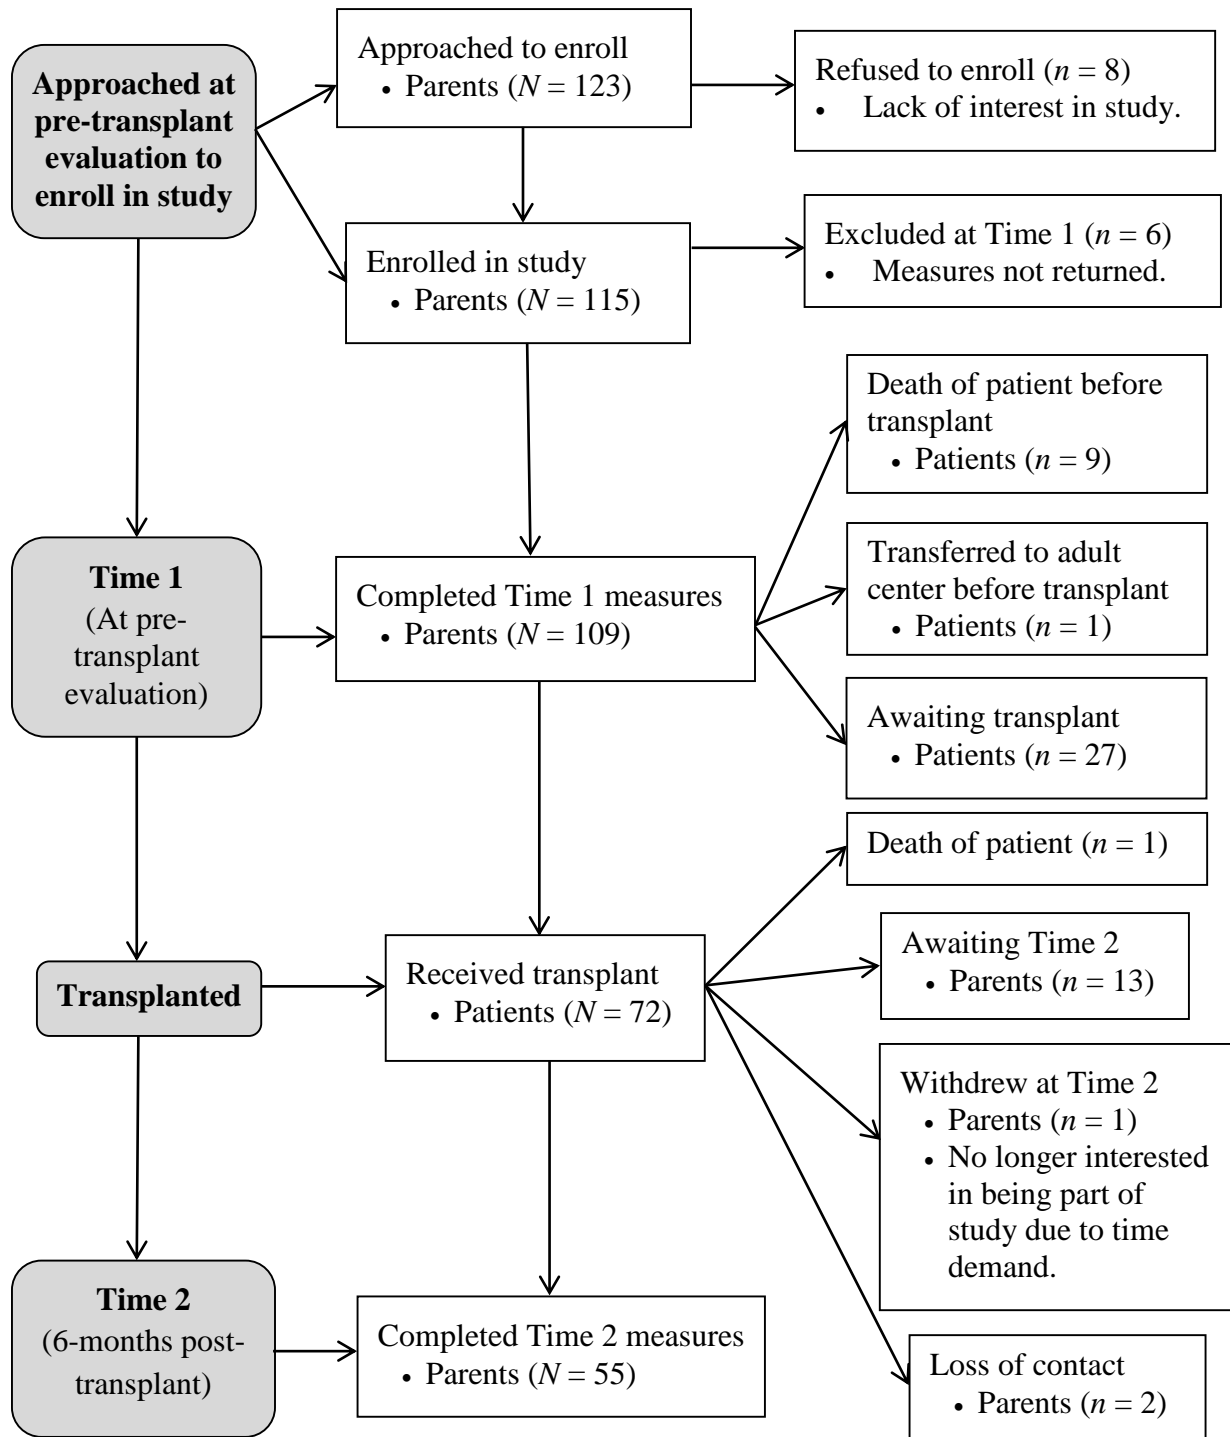 Approached at
pre-transplant
evaluation to
enroll in study
Approached to enroll
• Parents (N = 123)
Refused to enroll (n = 8)
• Lack of interest in study.
Enrolled in study
• Parents (N = 115)
Excluded at Time 1 (n = 6)
• Measures not returned.
Time 1
(At pre-
transplant
evaluation)
Completed Time 1 measures
• Parents (N = 109)
Death of patient before
transplant
• Patients (n = 9)
Transferred to adult
center before transplant
• Patients (n = 1)
Awaiting transplant
• Patients (n = 27)
Transplanted
Received transplant
• Patients (N = 72)
Death of patient (n = 1)
Awaiting Time 2
• Parents (n = 13)
Withdrew at Time 2
• Parents (n = 1)
• No longer interested
in being part of
study due to time
demand.
Loss of contact
• Parents (n = 2)
Time 2
(6-months post-
transplant)
Completed Time 2 measures
• Parents (N = 55)